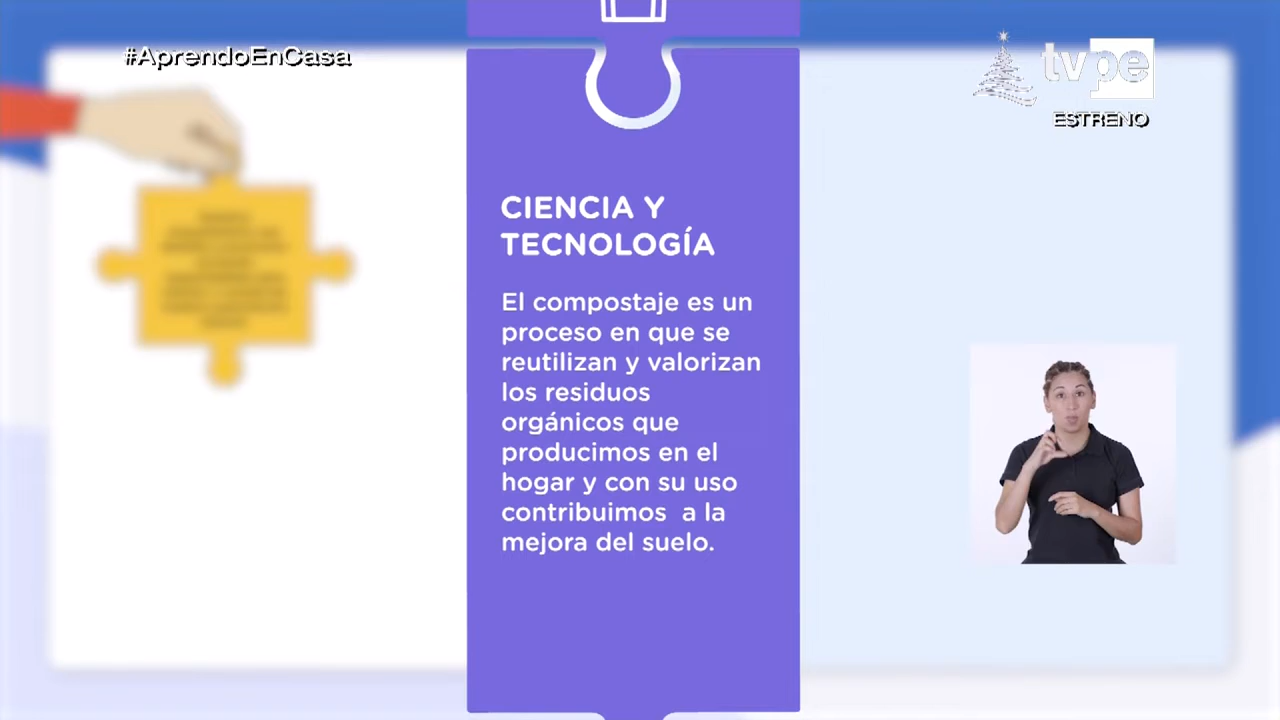 #AprendoEnCasa
tvpe
ESTRENO
CIENCIA Y
TECNOLOGÍA
El compostaje es un
proceso en que se
reutilizan y valorizan
los residuos
orgánicos que
producimos en el
hogar y con su uso
contribuimos a la
mejora del suelo.